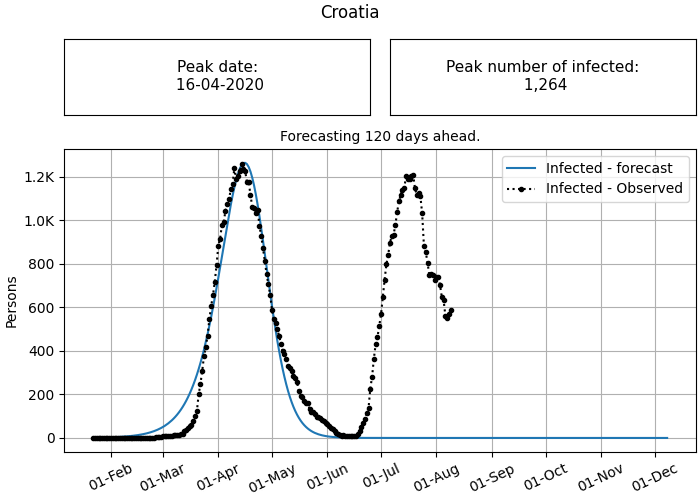 Croatia
Peak date:
16-04-2020
Peak number of infected:
1,264
Forecasting 120 days ahead.
Infected - forecast
Infected - Observed
Persons
1.2K
1.0K
800
600
400
200
0
01-Feb
01-Mar
01-Apr
01-May
01-Jun
01-Jul
01-Aug
01-Sep
01-Oct
01-Nov
01-Dec